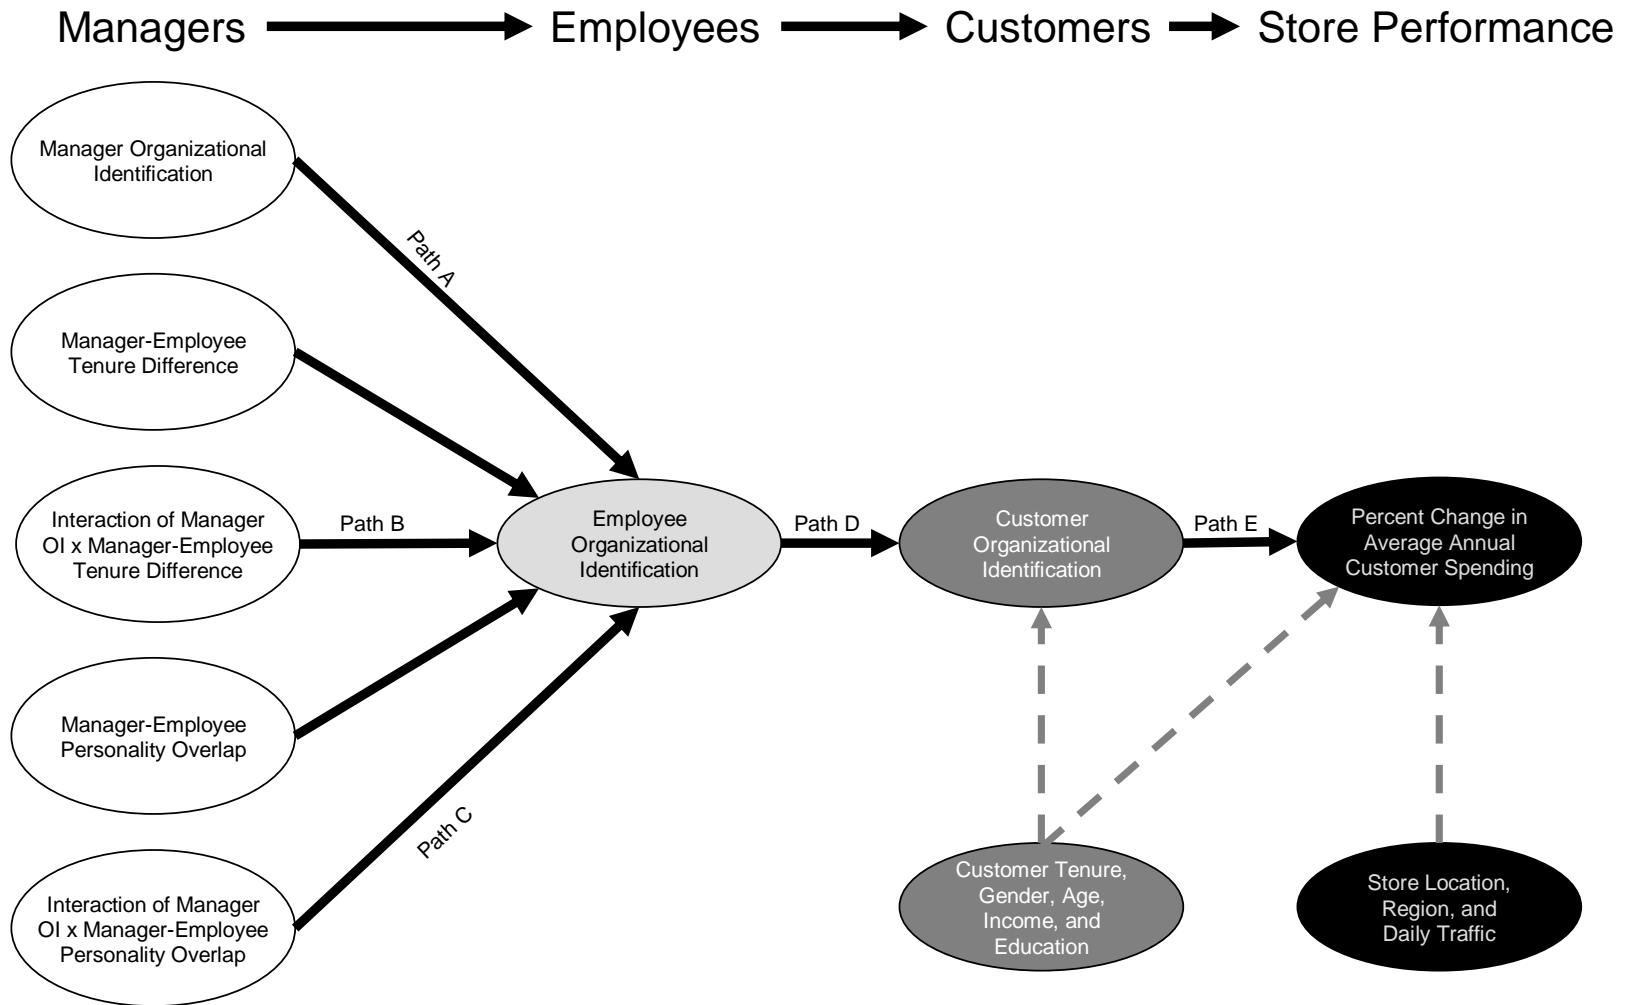 Managers
Employees
Customers
Store Performance
Manager Organizational
Identification
Path A
Manager-Employee
Tenure Difference
Interaction of Manager
OI x Manager-Employee
Tenure Difference
Path B
Employee
Organizational
Identification
Path D
Customer
Organizational
Identification
Path E
Percent Change in
Average Annual
Customer Spending
Manager-Employee
Personality Overlap
Path C
Interaction of Manager
OI x Manager-Employee
Personality Overlap
Customer Tenure,
Gender, Age,
Income, and
Education
Store Location,
Region, and
Daily Traffic